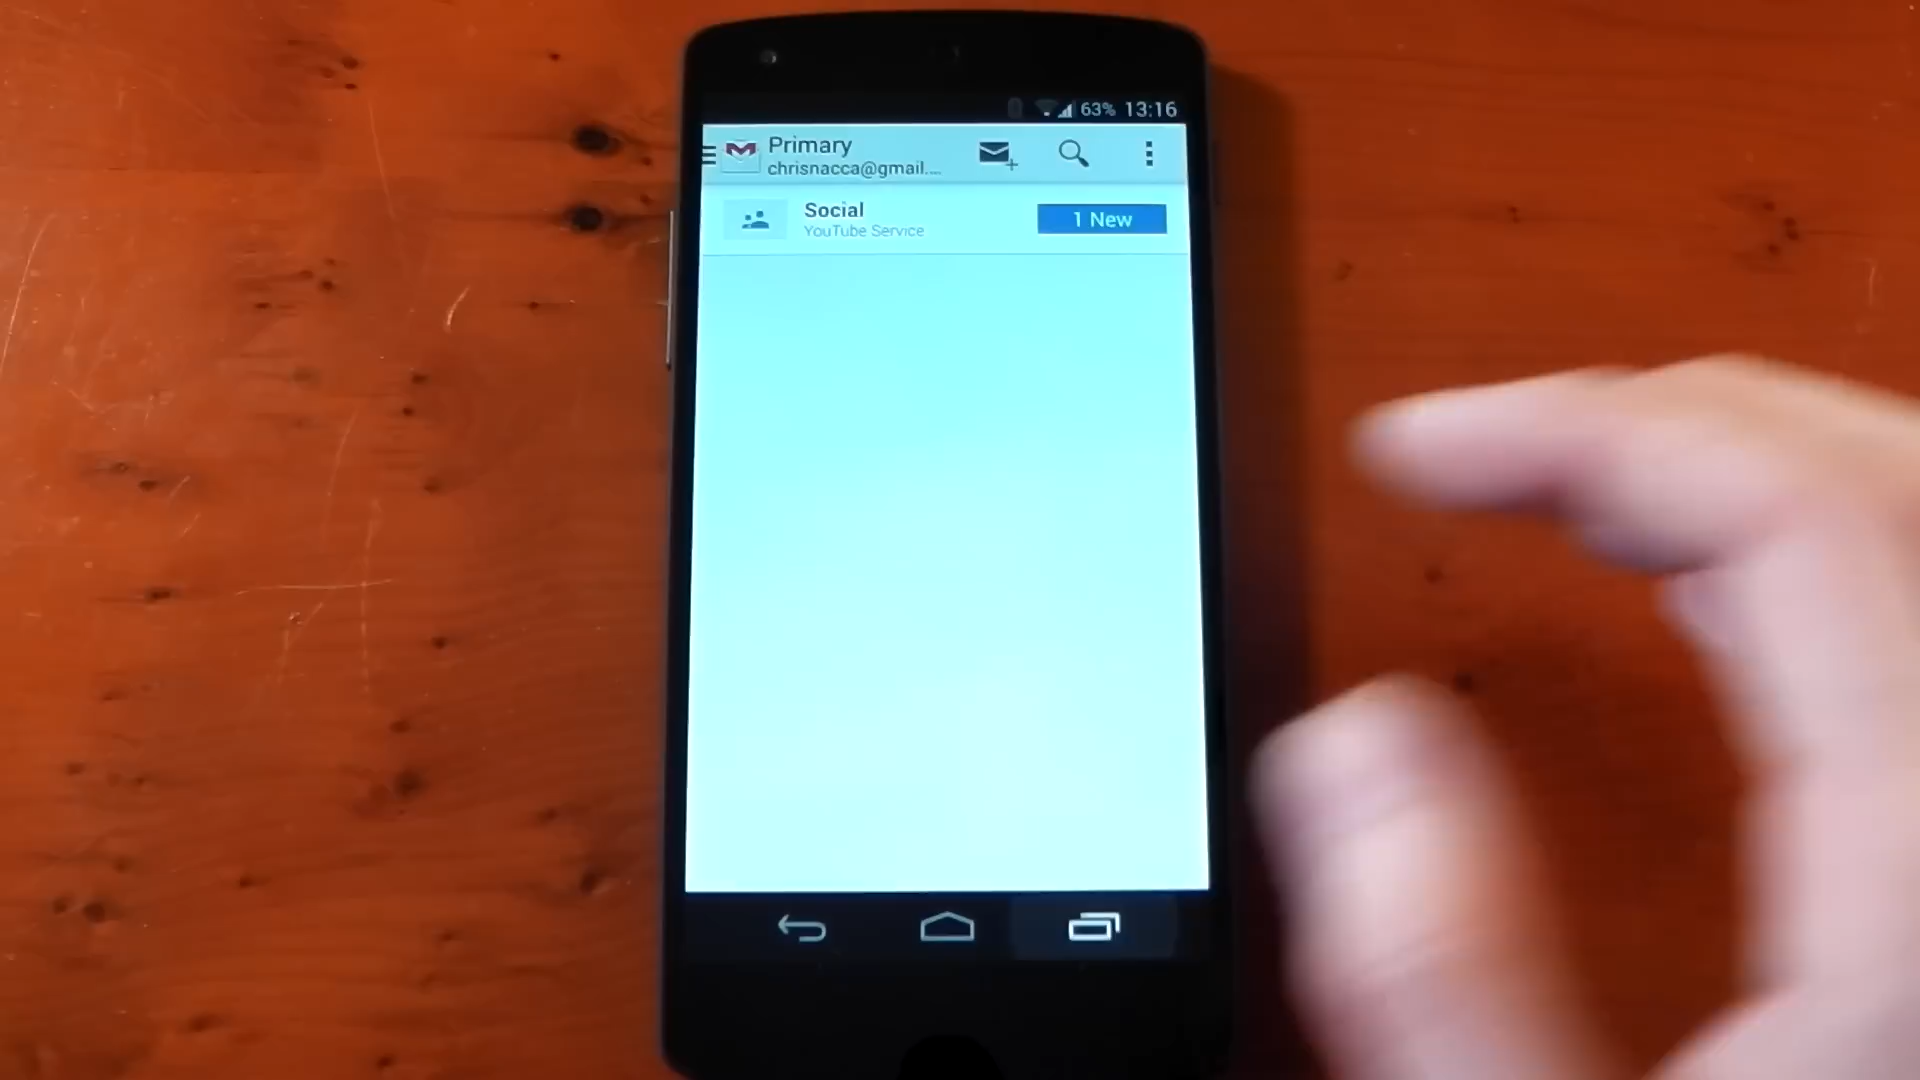 63% 13:16
Primary
chrisnacca@gmail....
Social
YouTube Service
1 New